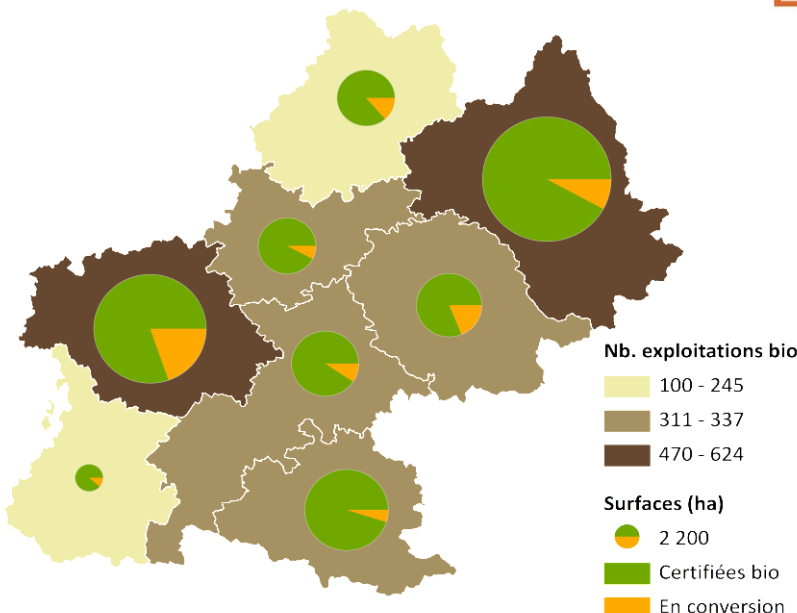 Nb. exploitations bio
100 - 245
311 - 337
470 - 624
Surfaces (ha)
2 200
Certifiées bio
En conversion